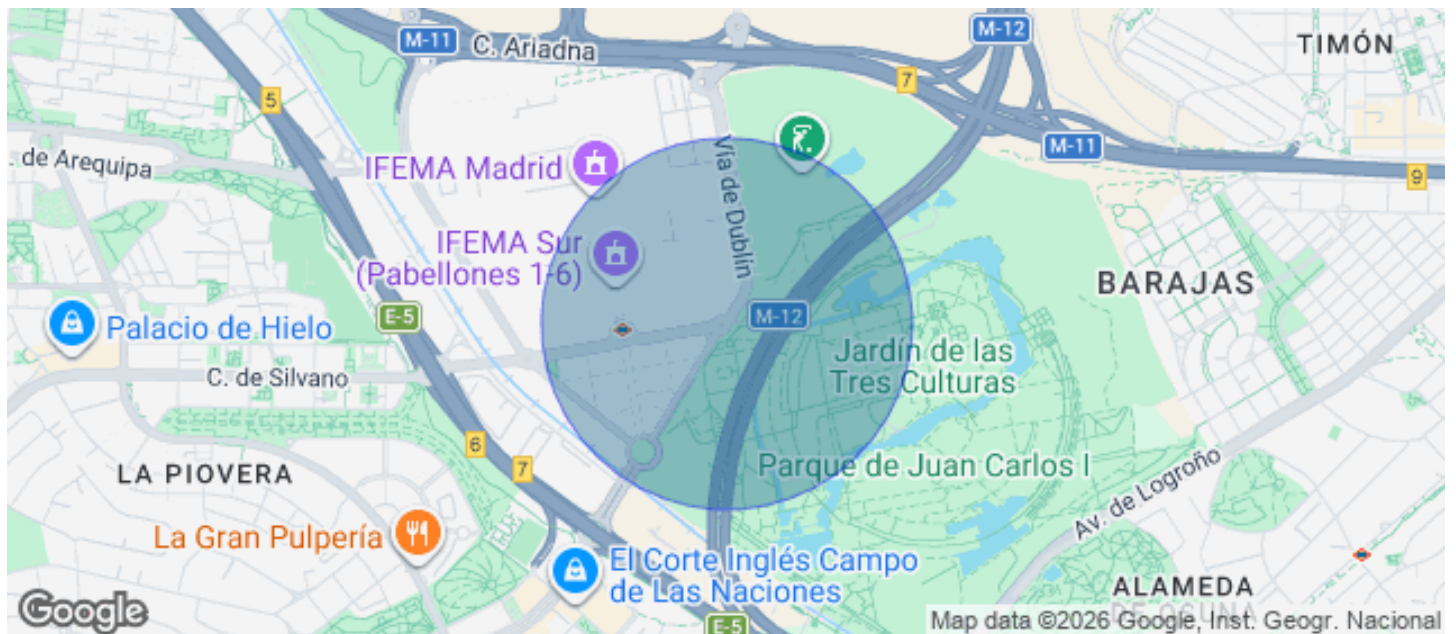 M-11
C. Ariadna
M-12
TIMÓN
5
7
. de Arequipa
IFEMA Madrid
Vía de Dublín
M-11
9
IFEMA Sur
(Pabellones 1-6)
BARAJAS
Palacio de Hielo
E-5
M-12
C. de Silvano
Jardín de las
Tres Culturas
6
7
LA PIOVERA
Parque de Juan Carlos I
Av. de Logroño
La Gran Pulpería
El Corte Inglés Campo
de Las Naciones
ALAMEDA
DE OSUNA
Google
E-5
Map data ©2026 Google, Inst. Geogr. Nacional